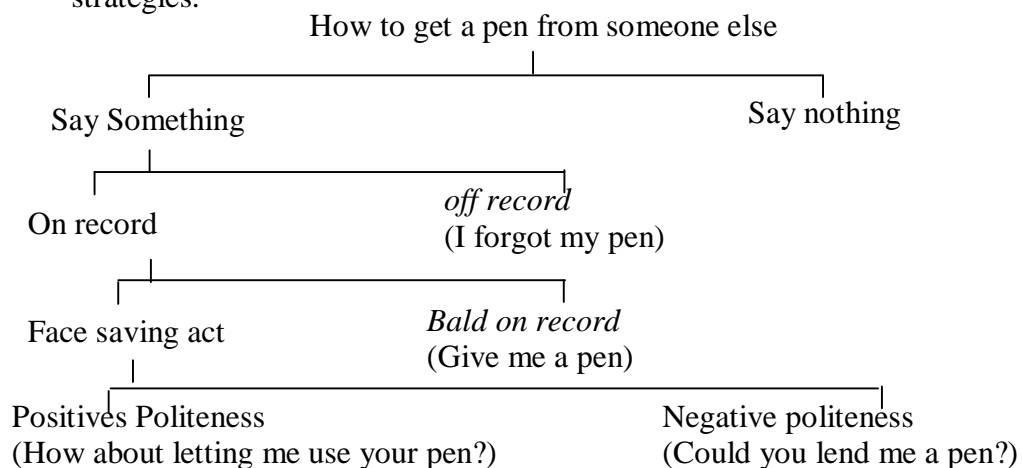 strategies.
How to get a pen from someone else
Say Something
Say nothing
On record
off record
(I forgot my pen)
Face saving act
Bald on record
(Give me a pen)
Positives Politeness
(How about letting me use your pen?)
Negative politeness
(Could you lend me a pen?)